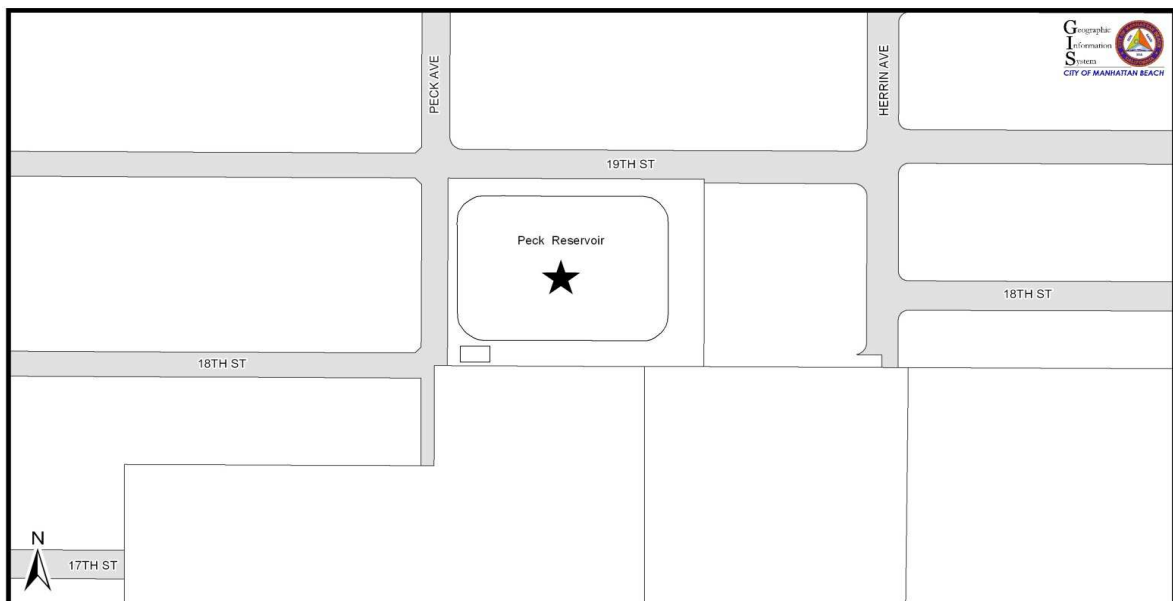 Geographic
Information
System
CITY OF MANHATTAN BEACH
PECK AVE
HERRIN AVE
19TH ST
Peck Reservoir
18TH ST
18TH ST
N
17TH ST